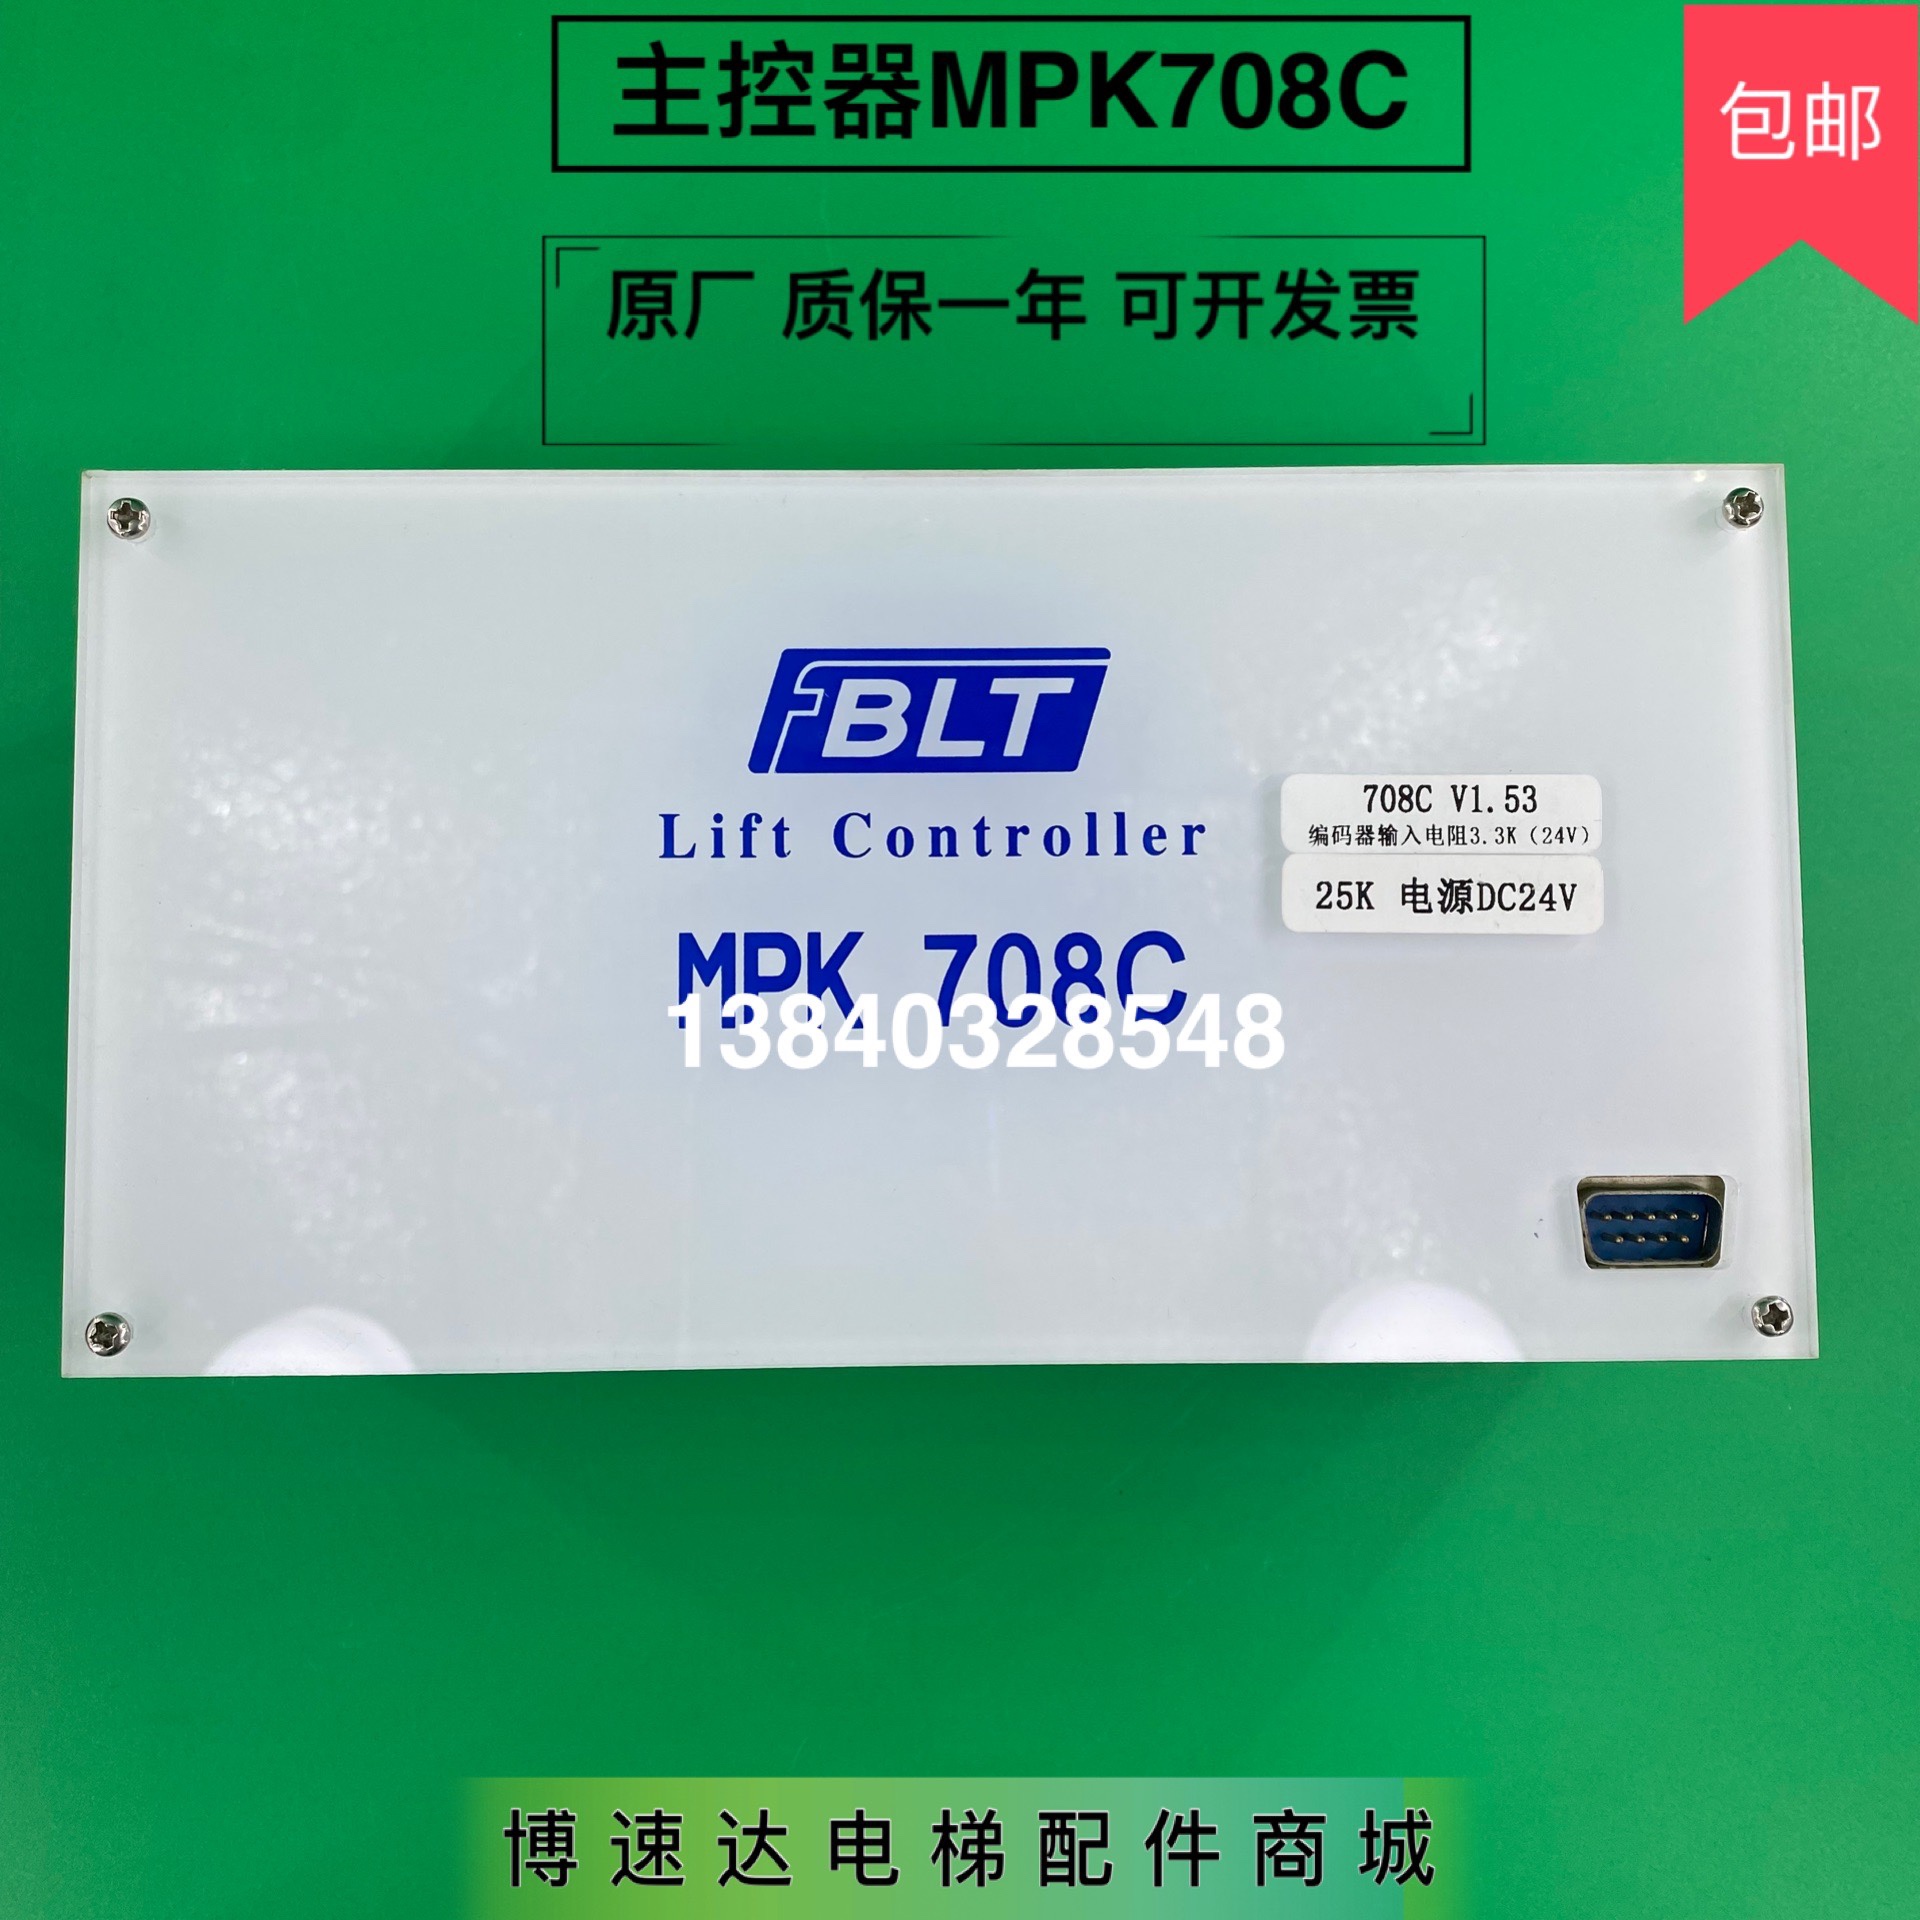 主控器MPK708C
包邮
原厂 质保一年 可开发票
BLT
Lift Controller
708C V1.53
编码器输入电阻3.3K（24V）
25K 电源DC24V
MPK 708C
13840328548
博速达电梯配件商城